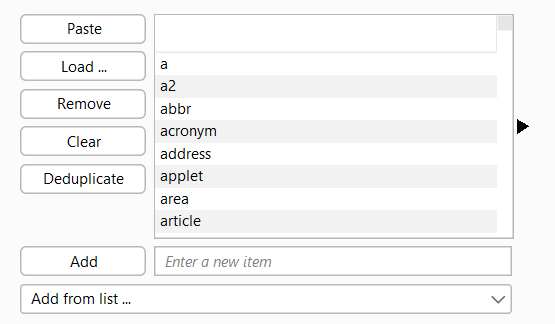 Paste
Load ...
Remove
Clear
Deduplicate
a
a2
abbr
acronym
address
applet
area
article
Add
Enter a new item
Add from list ...